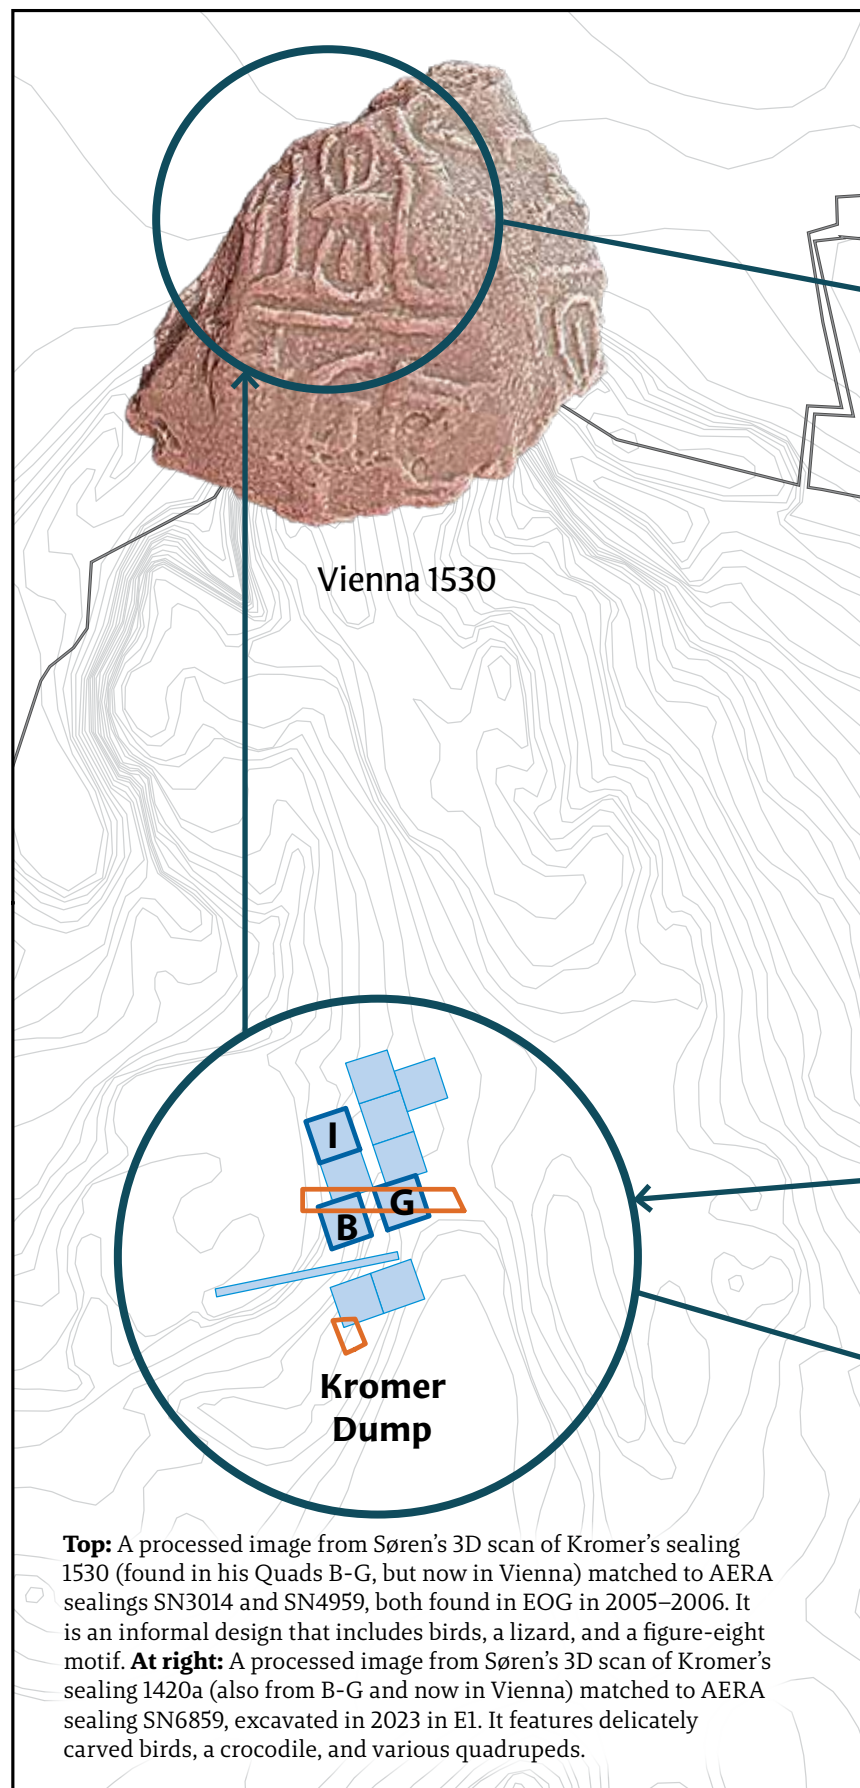 Vienna 1530
I
G
B
Kromer
Dump
Top: A processed image from Søren's 3D scan of Kromer's sealing
1530 (found in his Quads B-G, but now in Vienna) matched to AERA
sealings SN3014 and SN4959, both found in EOG in 2005–2006. It
is an informal design that includes birds, a lizard, and a figure-eight
motif. At right: A processed image from Søren's 3D scan of Kromer's
sealing 1420a (also from B-G and now in Vienna) matched to AERA
sealing SN6859, excavated in 2023 in E1. It features delicately
carved birds, a crocodile, and various quadrupeds.